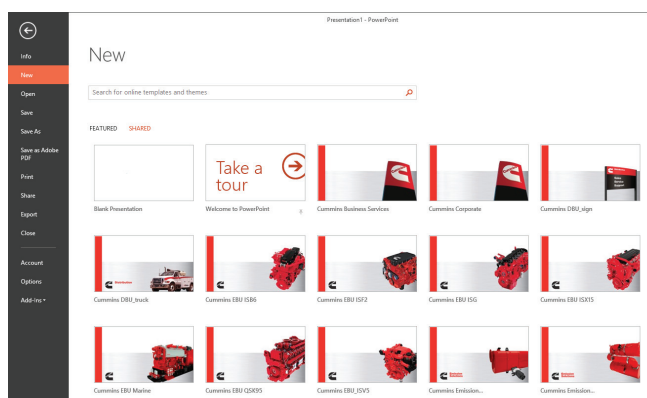 Presentation1 - PowerPoint
Info
New
Open
Save
Save As
Save as Adobe
PDF
Print
Share
Export
Close
Account
Options
Add-Ins
New
Search for online templates and themes
FEATURED SHARED
Take a
tour
Blank Presentation
Welcome to PowerPoint
Cummins Business Services
Cummins Corporate
Cummins DBU_sign
Cummins DBU_truck
Cummins EBU ISB6
Cummins EBU ISF2
Cummins EBU ISG
Cummins EBU ISX15
Cummins EBU Marine
Cummins EBU QSK95
Cummins EBU_ISV5
Cummins Emission...
Cummins Emission...